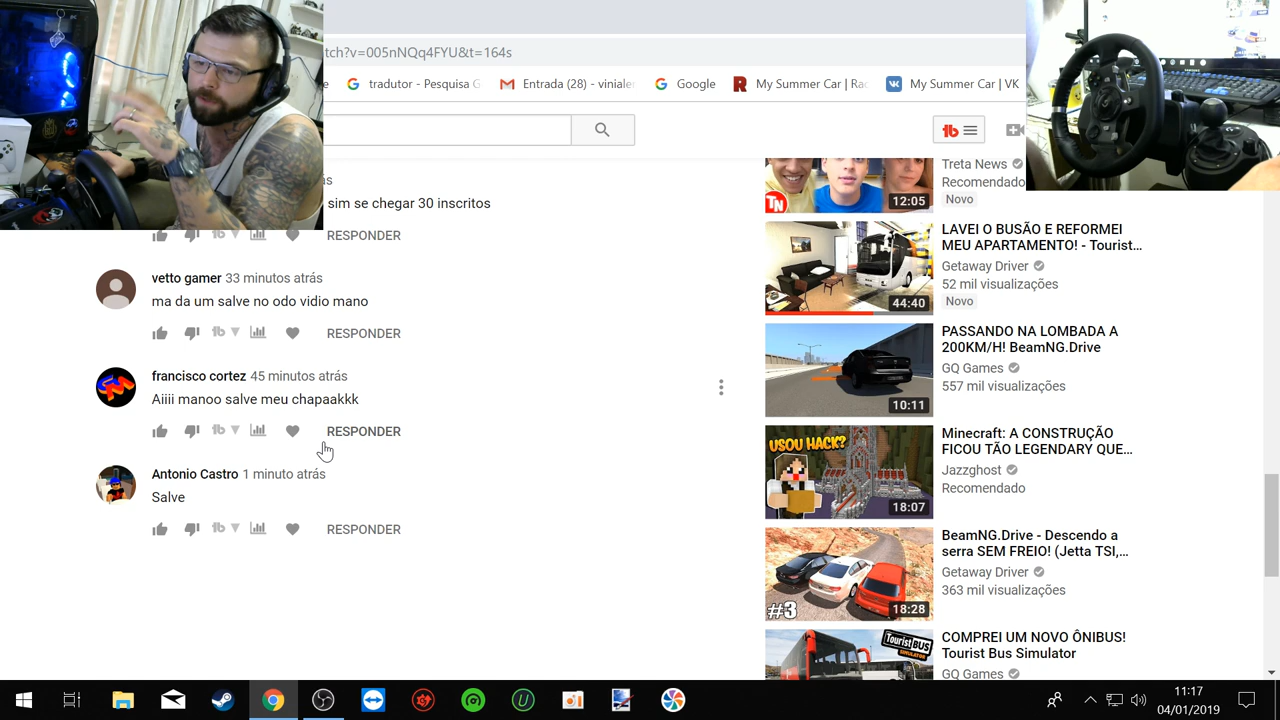 tch?v=005nNQq4FYU&t=164s
traduto - Pesquisa G
Entrada (28) - viniale
Google
My Summer Car | Ra
My Summer Car | VK
sim se chegar 30 inscritos
RESPONDER
vetto gamer 33 minutos atrás
ma da um salve no odo vidio mano
RESPONDER
francisco cortez 45 minutos atrás
Aiiii manoo salve meu chapaakkk
RESPONDER
Antonio Castro 1 minuto atrás
Salve
RESPONDER
12:05
Treta News
Recomendado
Novo
44:40
LAVEI O BUSÃO E REFORMEI
MEU APARTAMENTO! - Tourist...
Getaway Driver
52 mil visualizações
Novo
10:11
PASSANDO NA LOMBADA A
200KM/H! BeamNG.Drive
GQ Games
557 mil visualizações
USOU HACK?
18:07
Minecraft: A CONSTRUÇÃO
FICOU TÃO LEGENDARY QUE...
Jazzghost
Recomendado
#3
18:28
BeamNG.Drive - Descendo a
serra SEM FREIO! (Jetta TSI,...
Getaway Driver
363 mil visualizações
Tourist BUS
SIMULATOR
COMPREI UM NOVO ÔNIBUS!
Tourist Bus Simulator
GQ Games
11:17
04/01/2019